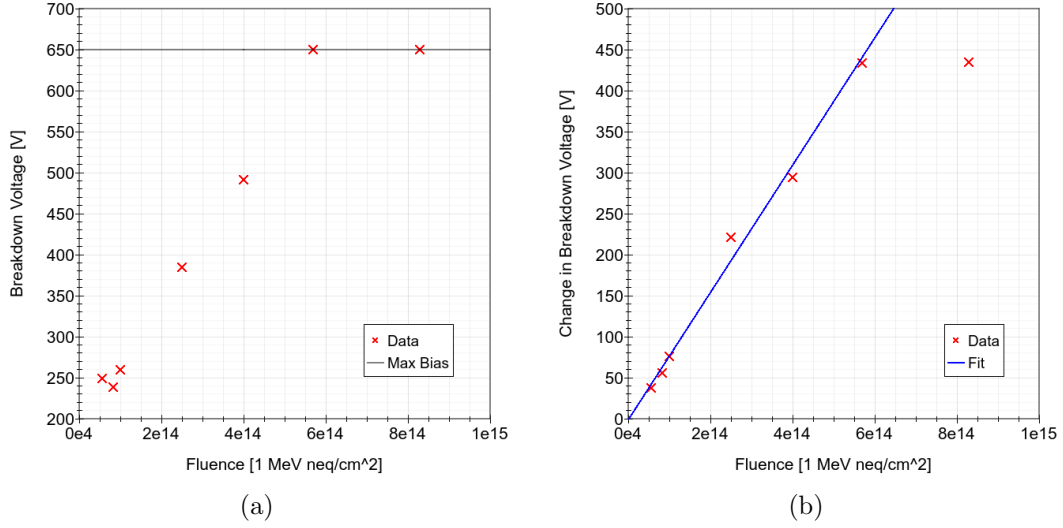 700
650
600
550
500
450
400
350
300
250
200
Breakdown Voltage [V]
Data
Max Bias
0e4 2e14 4e14 6e14 8e14 1e15
Fluence [1 MeV neq/cm^2]
(a)
500
450
400
350
300
250
200
150
100
50
0
Change in Breakdown Voltage [V]
Data
Fit
0e4 2e14 4e14 6e14 8e14 1e15
Fluence [1 MeV neq/cm^2]
(b)